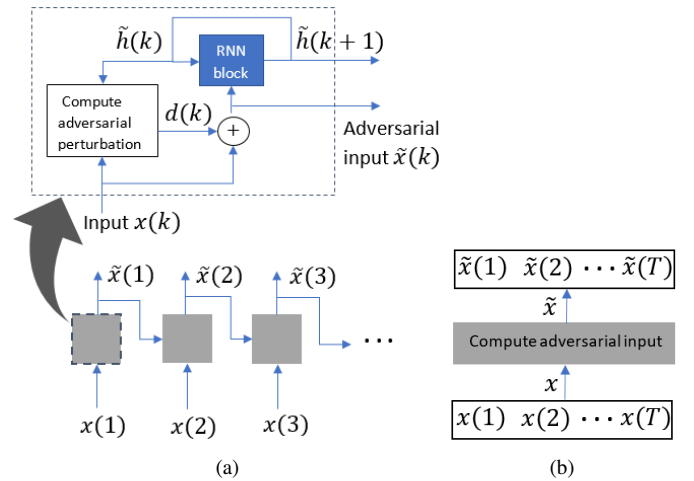 h̃(k)
RNN
block
h̃(k + 1)
Compute
adversarial
perturbation
d(k)
+
Adversarial
input x̃(k)
Input x(k)
x̃(1) x̃(2) x̃(3)
⋯
x(1) x(2) x(3)
(a)
x̃(1) x̃(2) ⋯ x̃(T)
x̃
Compute adversarial input
x
x(1) x(2) ⋯ x(T)
(b)